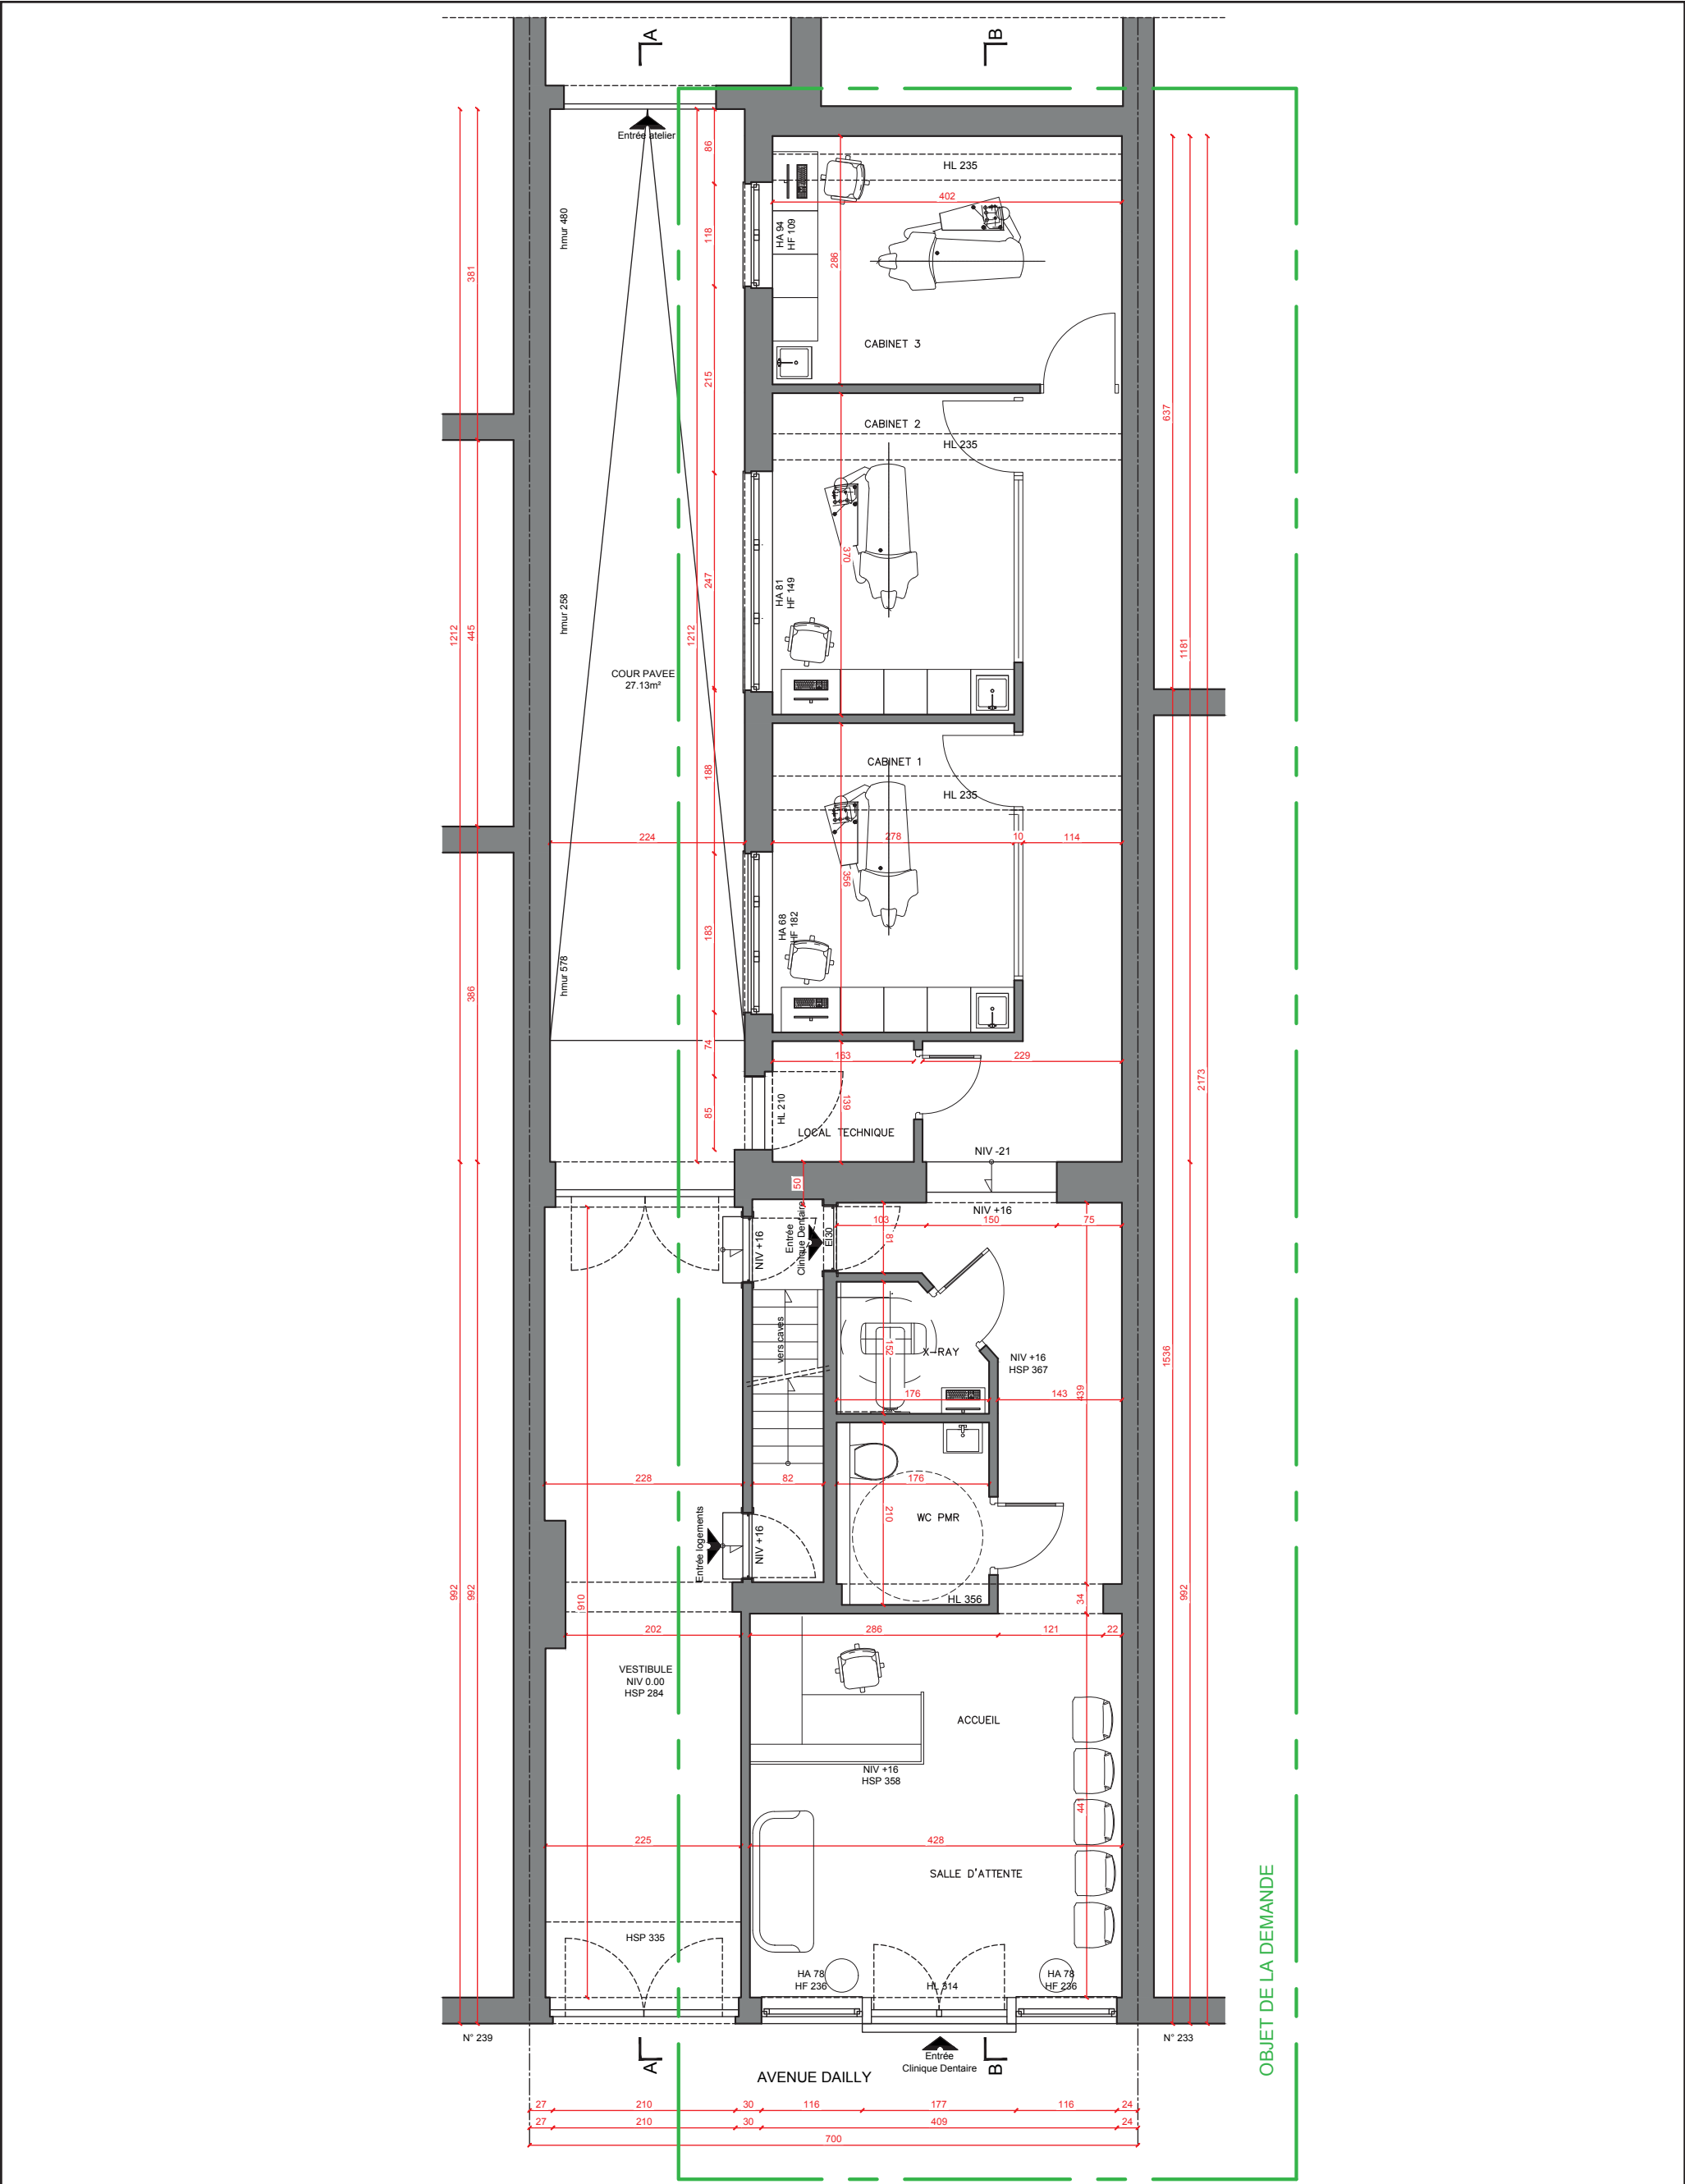 A
B
Entrée atelier
86
HL 235
402
hmur 480
118
HA 94
HF 109
286
381
CABINET 3
215
637
CABINET 2
HL 235
370
247
HA 81
HF 149
hmur 258
1212
445
1212
1181
COUR PAVEE
27.13m²
CABINET 1
188
HL 235
224
278
10
114
356
183
HA 68
HF 182
hmur 578
386
74
163
229
2173
139
85
HL 210
LOCAL TECHNIQUE
NIV -21
50
NIV +16
103
150
75
81
Entrée
Clinique Dentaire
EI30
NIV +16
vers caves
152
X-RAY
NIV +16
HSP 367
1536
176
143
439
228
82
176
210
WC PMR
Entrée logements
NIV +16
HL 356
34
992
992
910
992
202
286
121
22
VESTIBULE
NIV 0.00
HSP 284
ACCUEIL
NIV +16
HSP 358
441
225
428
SALLE D'ATTENTE
HSP 335
HA 78
HF 236
HL 314
HA 78
HF 236
OBJET DE LA DEMANDE
N° 239
N° 233
A
B
Entrée
Clinique Dentaire
AVENUE DAILLY
27
210
30
116
177
116
24
27
210
30
409
24
700